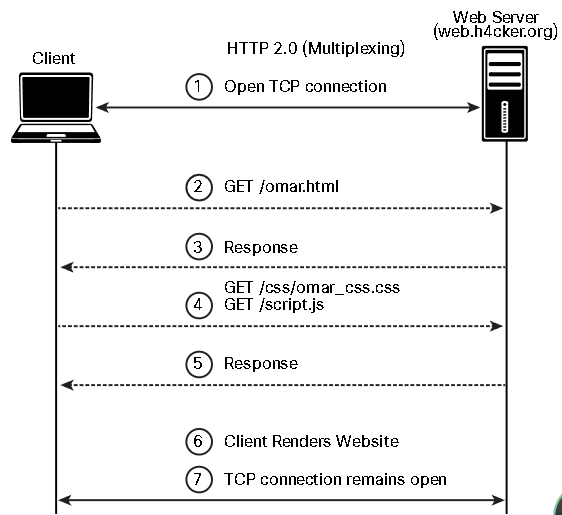 Web Server
(web.h4cker.org)
Client
HTTP 2.0 (Multiplexing)
1 Open TCP connection
2 GET /omar.html
3 Response
GET /css/omar_css.css
4 GET /script.js
5 Response
6 Client Renders Website
7 TCP connection remains open